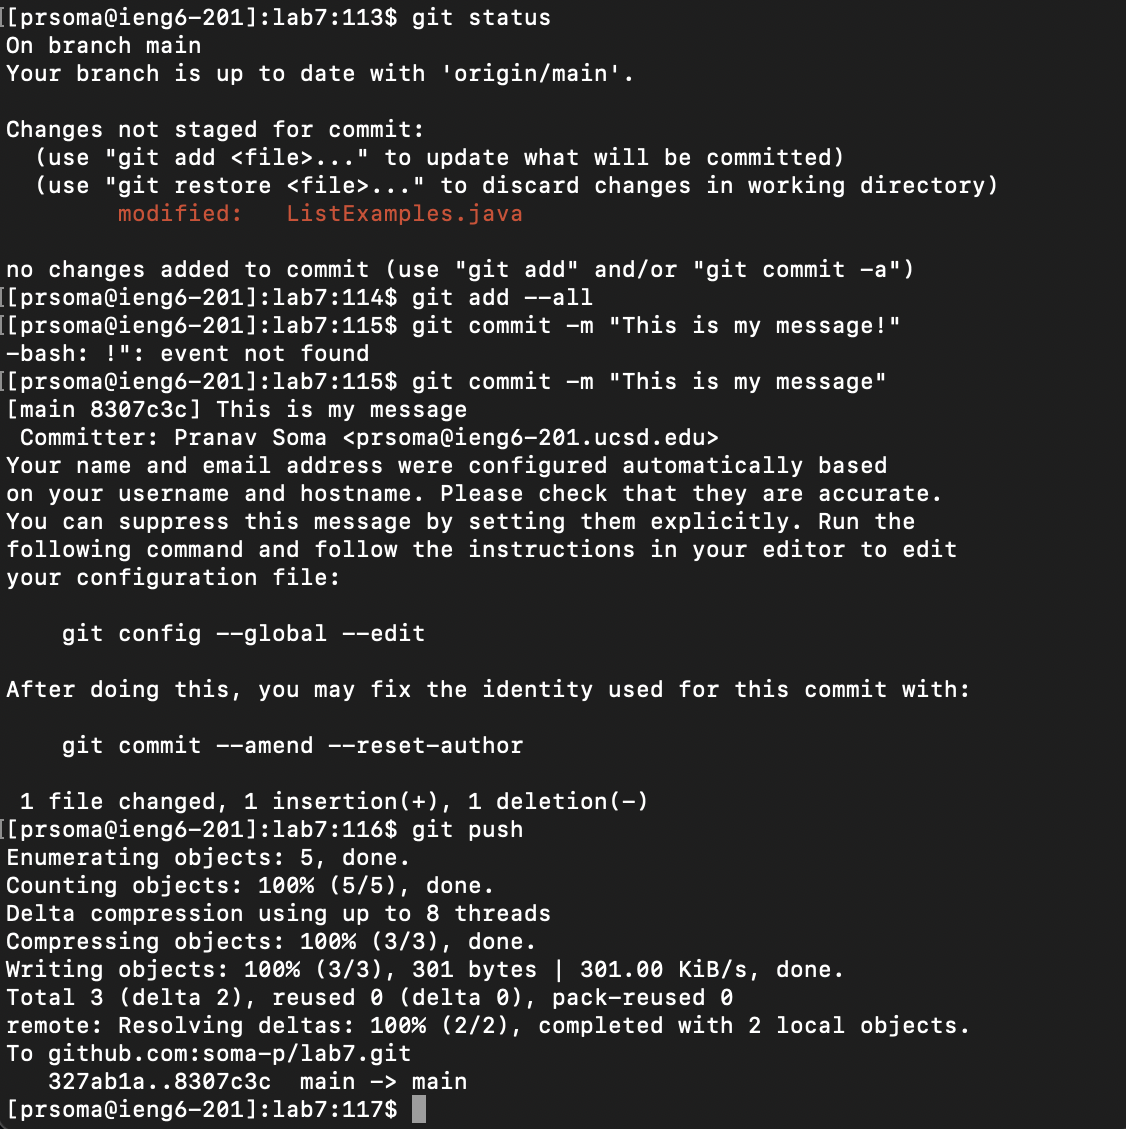 [[prsoma@ieng6-201]:lab7:113$ git status
On branch main
Your branch is up to date with 'origin/main'.
Changes not staged for commit:
  (use "git add <file>..." to update what will be committed)
  (use "git restore <file>..." to discard changes in working directory)
        modified:   ListExamples.java
no changes added to commit (use "git add" and/or "git commit -a")
[[prsoma@ieng6-201]:lab7:114$ git add --all
[[prsoma@ieng6-201]:lab7:115$ git commit -m "This is my message!"
-bash: !": event not found
[[prsoma@ieng6-201]:lab7:115$ git commit -m "This is my message"
[main 8307c3c] This is my message
 Committer: Pranav Soma <prsoma@ieng6-201.ucsd.edu>
Your name and email address were configured automatically based
on your username and hostname. Please check that they are accurate.
You can suppress this message by setting them explicitly. Run the
following command and follow the instructions in your editor to edit
your configuration file:
    git config --global --edit
After doing this, you may fix the identity used for this commit with:
    git commit --amend --reset-author
 1 file changed, 1 insertion(+), 1 deletion(-)
[[prsoma@ieng6-201]:lab7:116$ git push
Enumerating objects: 5, done.
Counting objects: 100% (5/5), done.
Delta compression using up to 8 threads
Compressing objects: 100% (3/3), done.
Writing objects: 100% (3/3), 301 bytes | 301.00 KiB/s, done.
Total 3 (delta 2), reused 0 (delta 0), pack-reused 0
remote: Resolving deltas: 100% (2/2), completed with 2 local objects.
To github.com:soma-p/lab7.git
   327ab1a..8307c3c  main -> main
[prsoma@ieng6-201]:lab7:117$